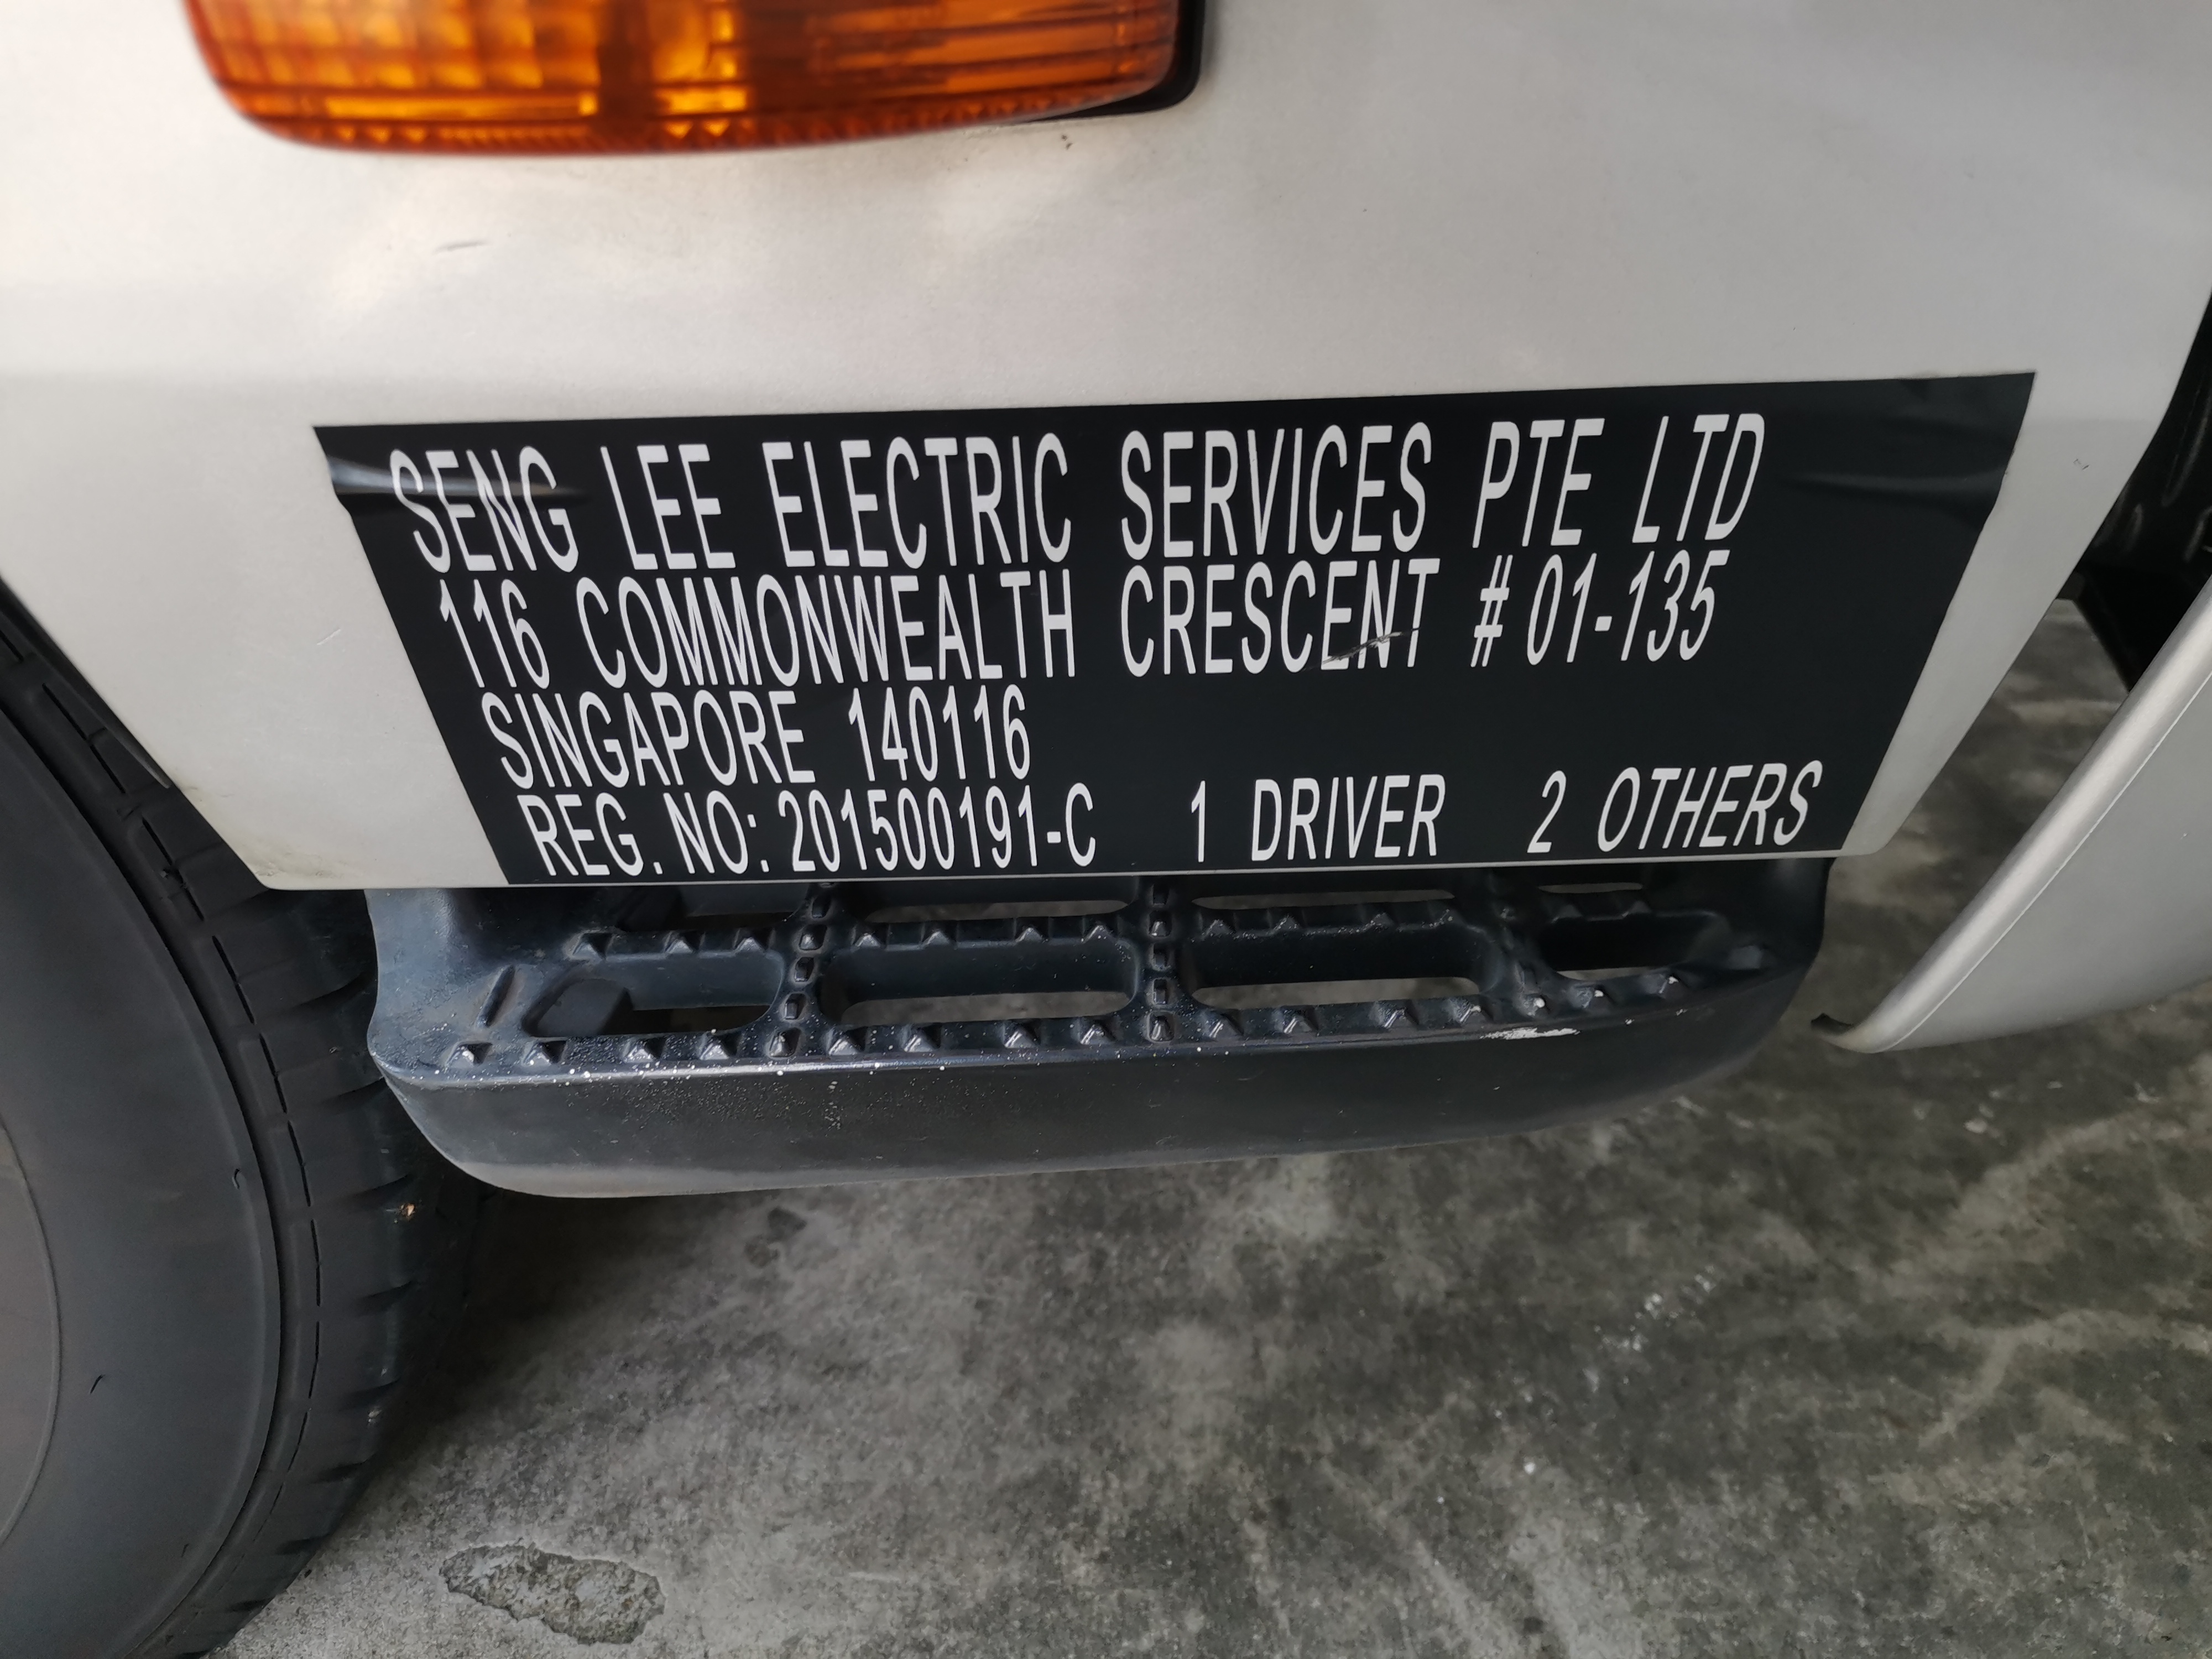 SENG LEE ELECTRIC SERVICES PTE LTD
116 COMMONWEALTH CRESCENT # 01-135
SINGAPORE 140116
REG. NO: 201500191-C 1 DRIVER 2 OTHERS